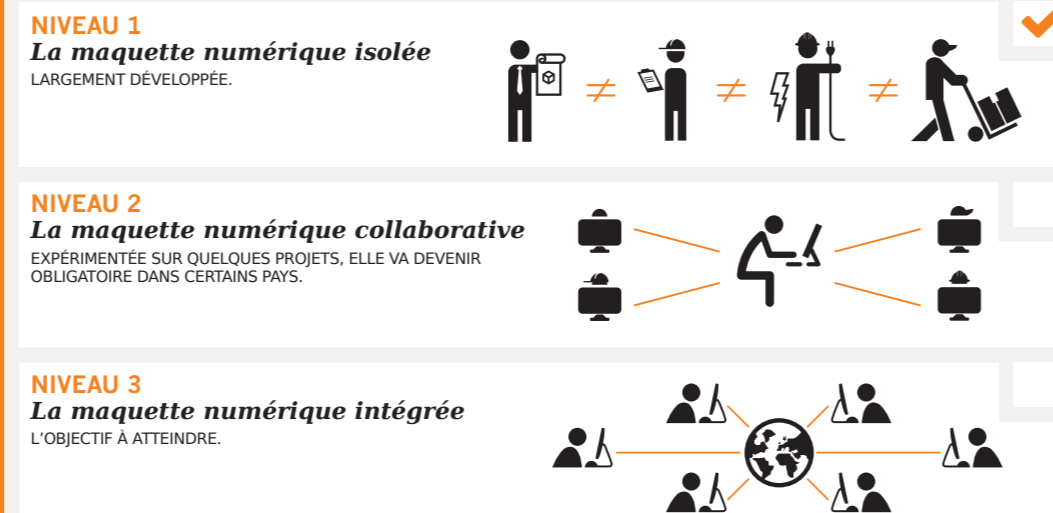 NIVEAU 1
La maquette numérique isolée
LARGEMENT DÉVELOPPÉE.
NIVEAU 2
La maquette numérique collaborative
EXPÉRIMENTÉE SUR QUELQUES PROJETS, ELLE VA DEVENIR
OBLIGATOIRE DANS CERTAINS PAYS.
NIVEAU 3
La maquette numérique intégrée
L’OBJECTIF À ATTEINDRE.